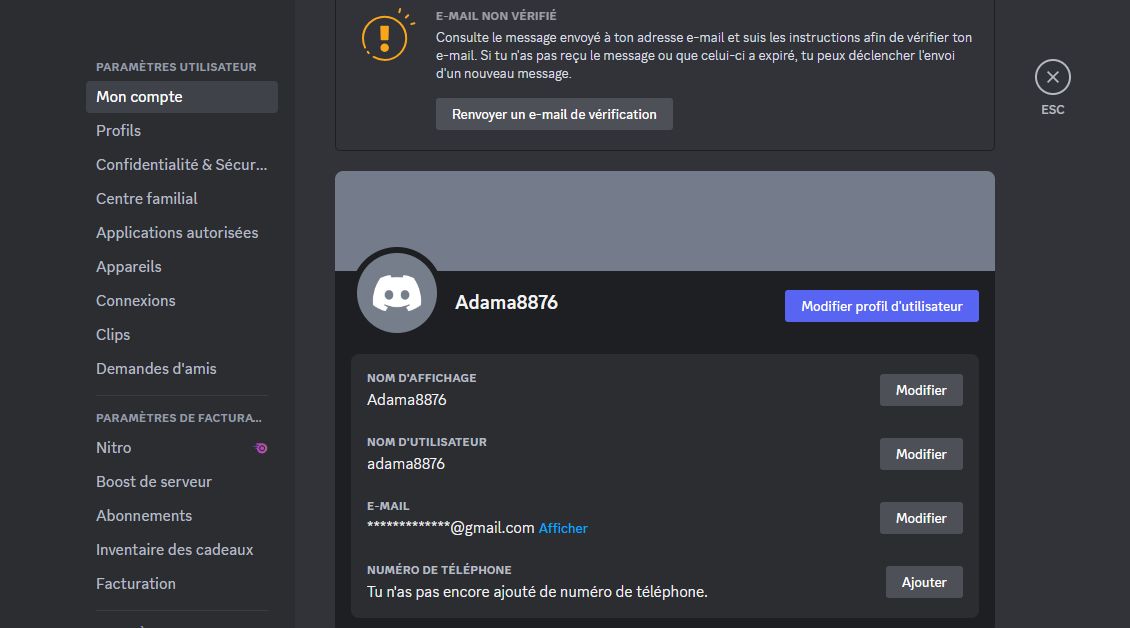 PARAMÈTRES UTILISATEUR
Mon compte
Profils
Confidentialité & Sécur...
Centre familial
Applications autorisées
Appareils
Connexions
Clips
Demandes d'amis
PARAMÈTRES DE FACTURA...
Nitro
Boost de serveur
Abonnements
Inventaire des cadeaux
Facturation
E-MAIL NON VÉRIFIÉ
Consulte le message envoyé à ton adresse e-mail et suis les instructions afin de vérifier ton
e-mail. Si tu n'as pas reçu le message ou que celui-ci a expiré, tu peux déclencher l'envoi
d'un nouveau message.
Renvoyer un e-mail de vérification
ESC
Adama8876
Modifier profil d'utilisateur
NOM D'AFFICHAGE
Adama8876
Modifier
NOM D'UTILISATEUR
adama8876
Modifier
E-MAIL
*************@gmail.com Afficher
Modifier
NUMÉRO DE TÉLÉPHONE
Tu n'as pas encore ajouté de numéro de téléphone.
Ajouter